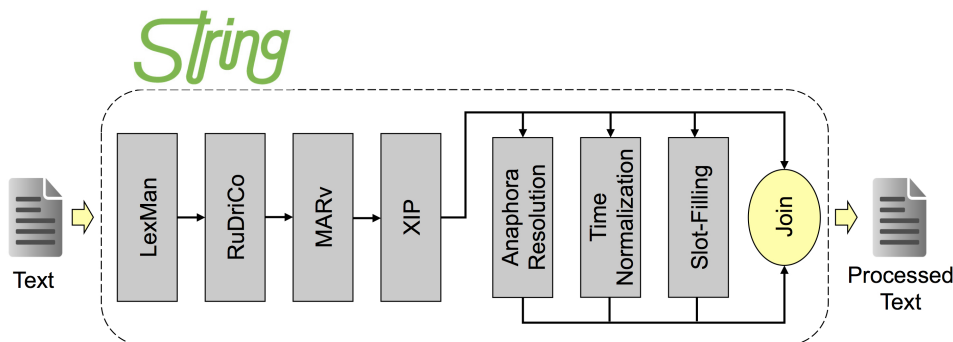 String
Text
LexMan
RuDriCo
MARv
XIP
Anaphora
Resolution
Time
Normalization
Slot-Filling
Join
Processed
Text